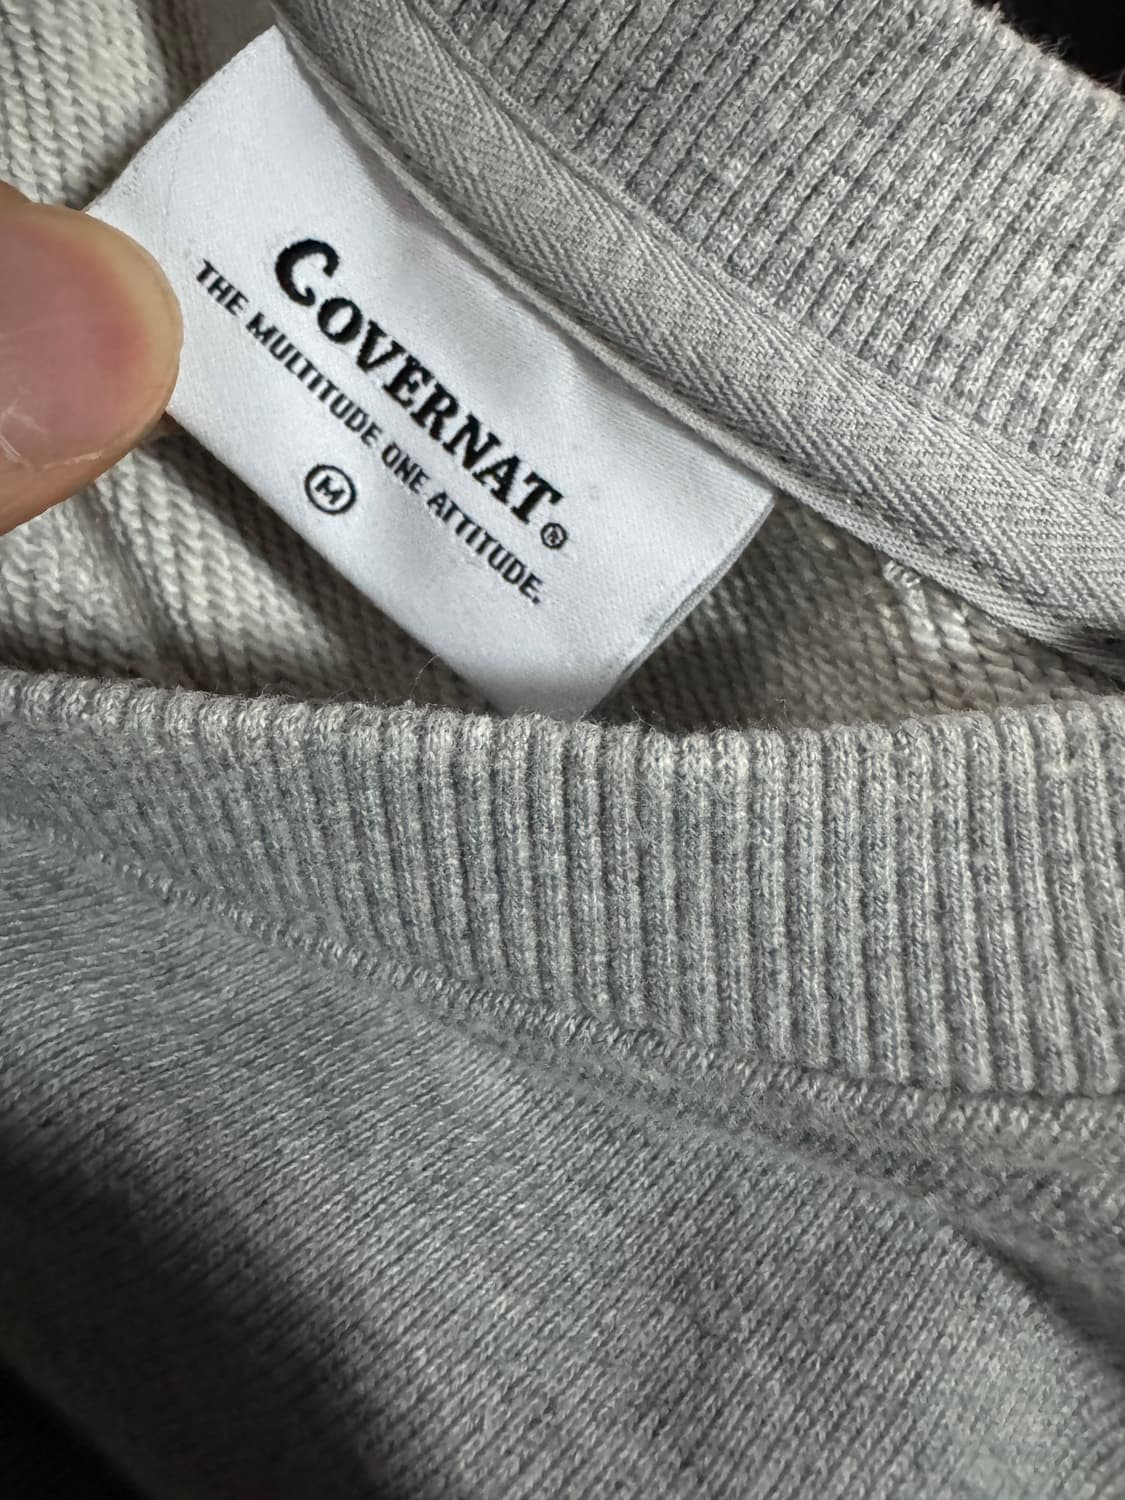 COVERNAT®
THE MULTITUDE ONE ATTITUDE.
M